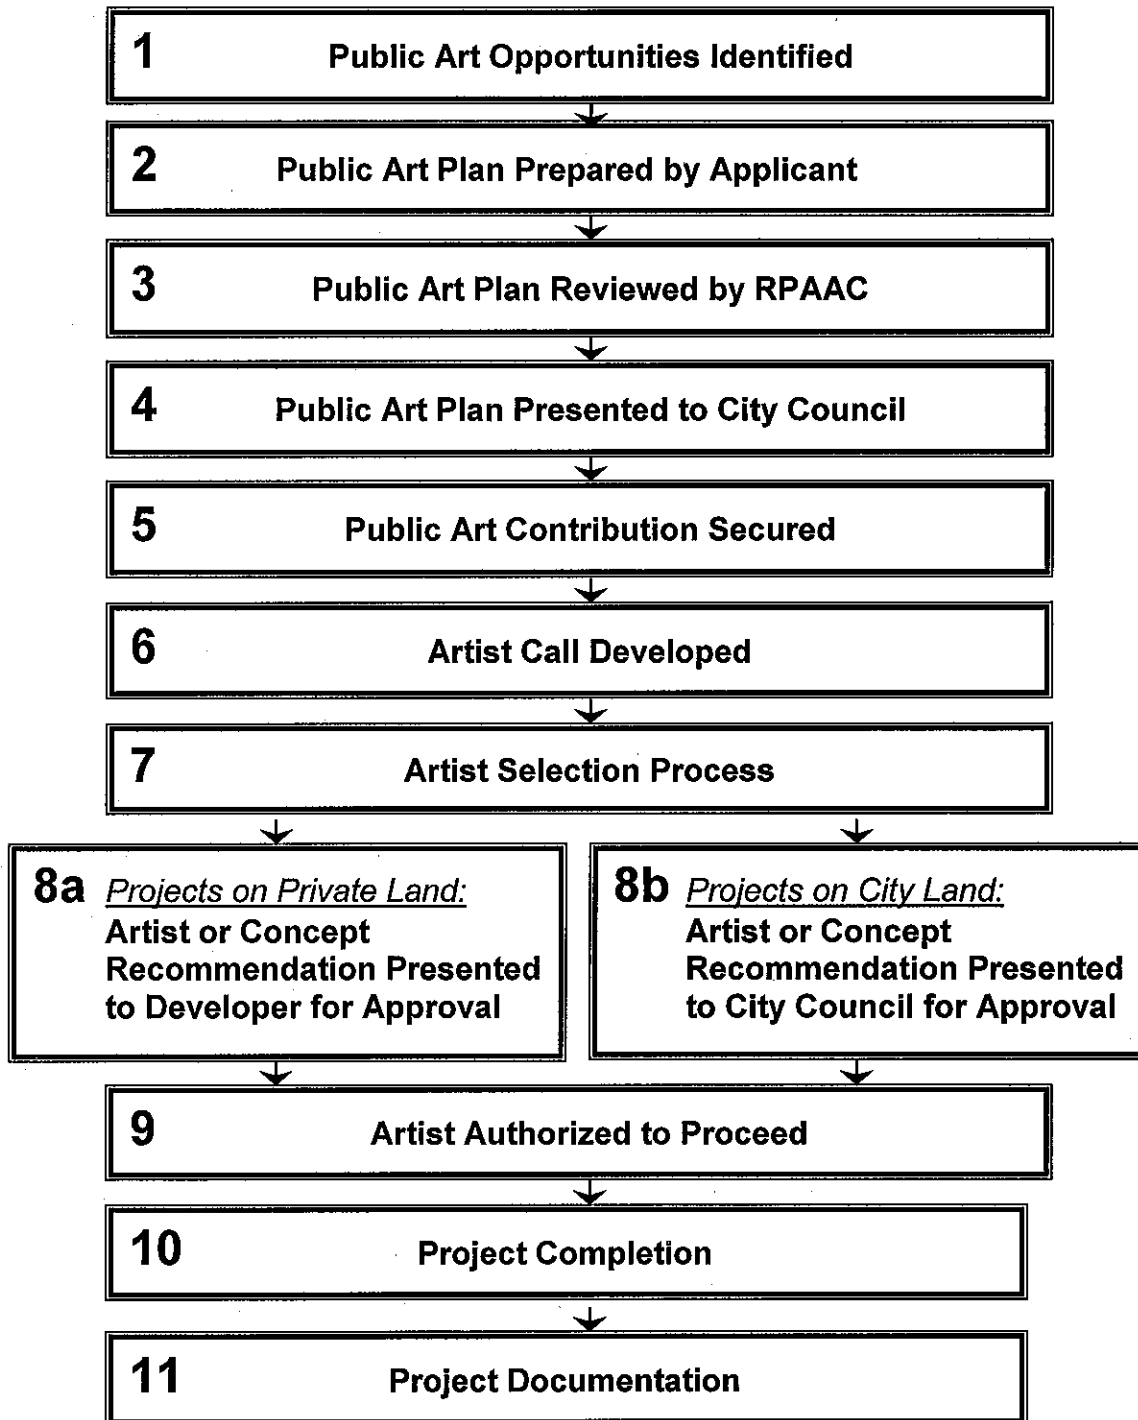 1 Public Art Opportunities Identified
2 Public Art Plan Prepared by Applicant
3 Public Art Plan Reviewed by RPAAC
4 Public Art Plan Presented to City Council
5 Public Art Contribution Secured
6 Artist Call Developed
7 Artist Selection Process
8a Projects on Private Land:
Artist or Concept
Recommendation Presented
to Developer for Approval
8b Projects on City Land:
Artist or Concept
Recommendation Presented
to City Council for Approval
9 Artist Authorized to Proceed
10 Project Completion
11 Project Documentation